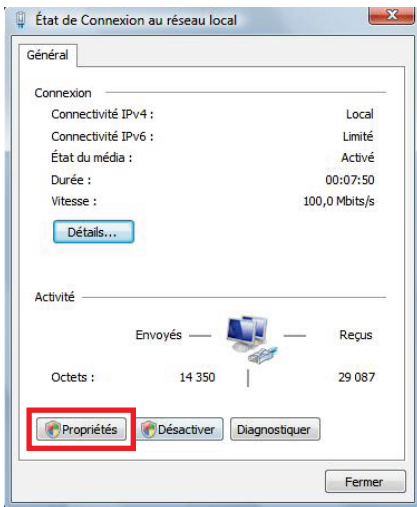 État de Connexion au réseau local
Général
Connexion
Connectivité IPv4 : Local
Connectivité IPv6 : Limité
État du média : Activé
Durée : 00:07:50
Vitesse : 100,0 Mbits/s
Détails...
Activité
Envoyés Reçus
Octets : 14 350 29 087
Propriétés Désactiver Diagnostiquer
Fermer